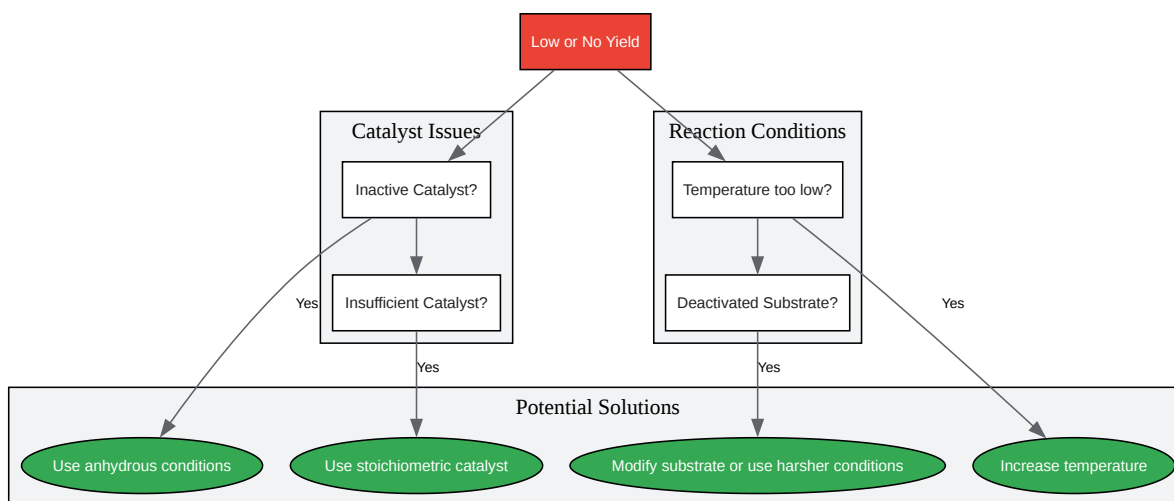 Low or No Yield
Catalyst Issues
Reaction Conditions
Inactive Catalyst?
Temperature too low?
Insufficient Catalyst?
Deactivated Substrate?
Yes
Yes
Yes
Yes
Potential Solutions
Use anhydrous conditions
Use stoichiometric catalyst
Modify substrate or use harsher conditions
Increase temperature